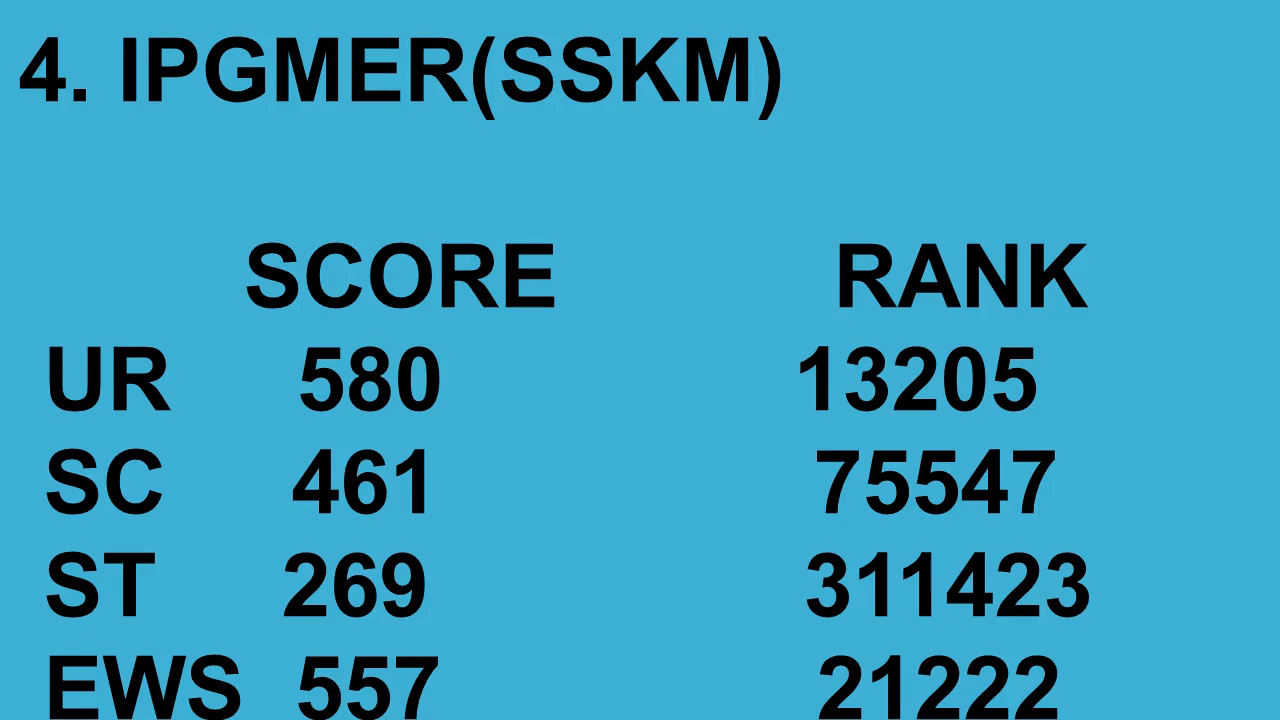 4. IPGMER(SSKM)
SCORE RANK
UR 580 13205
SC 461 75547
ST 269 311423
EWS 557 21222